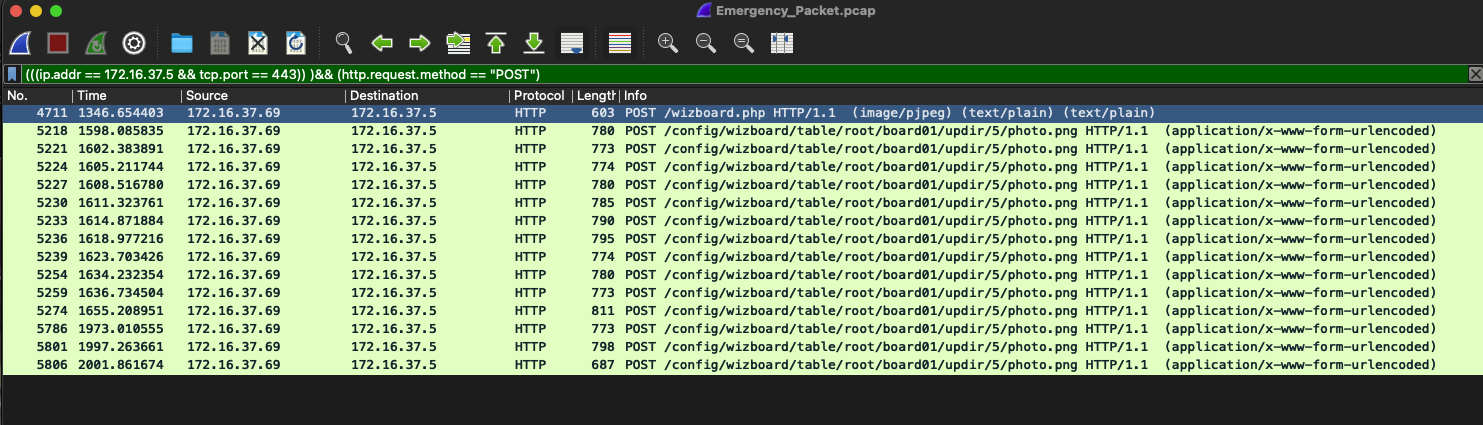 Emergency_Packet.pcap
(((ip.addr == 172.16.37.5 && tcp.port == 443)) )&& (http.request.method == "POST")
No. Time Source Destination Protocol Length Info
4711 1346.654403 172.16.37.69 172.16.37.5 HTTP 603 POST /wizboard.php HTTP/1.1 (image/pjpeg) (text/plain) (text/plain)
5218 1598.085835 172.16.37.69 172.16.37.5 HTTP 780 POST /config/wizboard/table/root/board01/updir/5/photo.png HTTP/1.1 (application/x-www-form-urlencoded)
5221 1602.383891 172.16.37.69 172.16.37.5 HTTP 773 POST /config/wizboard/table/root/board01/updir/5/photo.png HTTP/1.1 (application/x-www-form-urlencoded)
5224 1605.211744 172.16.37.69 172.16.37.5 HTTP 774 POST /config/wizboard/table/root/board01/updir/5/photo.png HTTP/1.1 (application/x-www-form-urlencoded)
5227 1608.516780 172.16.37.69 172.16.37.5 HTTP 780 POST /config/wizboard/table/root/board01/updir/5/photo.png HTTP/1.1 (application/x-www-form-urlencoded)
5230 1611.323761 172.16.37.69 172.16.37.5 HTTP 785 POST /config/wizboard/table/root/board01/updir/5/photo.png HTTP/1.1 (application/x-www-form-urlencoded)
5233 1614.871884 172.16.37.69 172.16.37.5 HTTP 790 POST /config/wizboard/table/root/board01/updir/5/photo.png HTTP/1.1 (application/x-www-form-urlencoded)
5236 1618.977216 172.16.37.69 172.16.37.5 HTTP 795 POST /config/wizboard/table/root/board01/updir/5/photo.png HTTP/1.1 (application/x-www-form-urlencoded)
5239 1623.703426 172.16.37.69 172.16.37.5 HTTP 774 POST /config/wizboard/table/root/board01/updir/5/photo.png HTTP/1.1 (application/x-www-form-urlencoded)
5254 1634.232354 172.16.37.69 172.16.37.5 HTTP 780 POST /config/wizboard/table/root/board01/updir/5/photo.png HTTP/1.1 (application/x-www-form-urlencoded)
5259 1636.734504 172.16.37.69 172.16.37.5 HTTP 773 POST /config/wizboard/table/root/board01/updir/5/photo.png HTTP/1.1 (application/x-www-form-urlencoded)
5274 1655.208951 172.16.37.69 172.16.37.5 HTTP 811 POST /config/wizboard/table/root/board01/updir/5/photo.png HTTP/1.1 (application/x-www-form-urlencoded)
5786 1973.010555 172.16.37.69 172.16.37.5 HTTP 773 POST /config/wizboard/table/root/board01/updir/5/photo.png HTTP/1.1 (application/x-www-form-urlencoded)
5801 1997.263661 172.16.37.69 172.16.37.5 HTTP 798 POST /config/wizboard/table/root/board01/updir/5/photo.png HTTP/1.1 (application/x-www-form-urlencoded)
5806 2001.861674 172.16.37.69 172.16.37.5 HTTP 687 POST /config/wizboard/table/root/board01/updir/5/photo.png HTTP/1.1 (application/x-www-form-urlencoded)